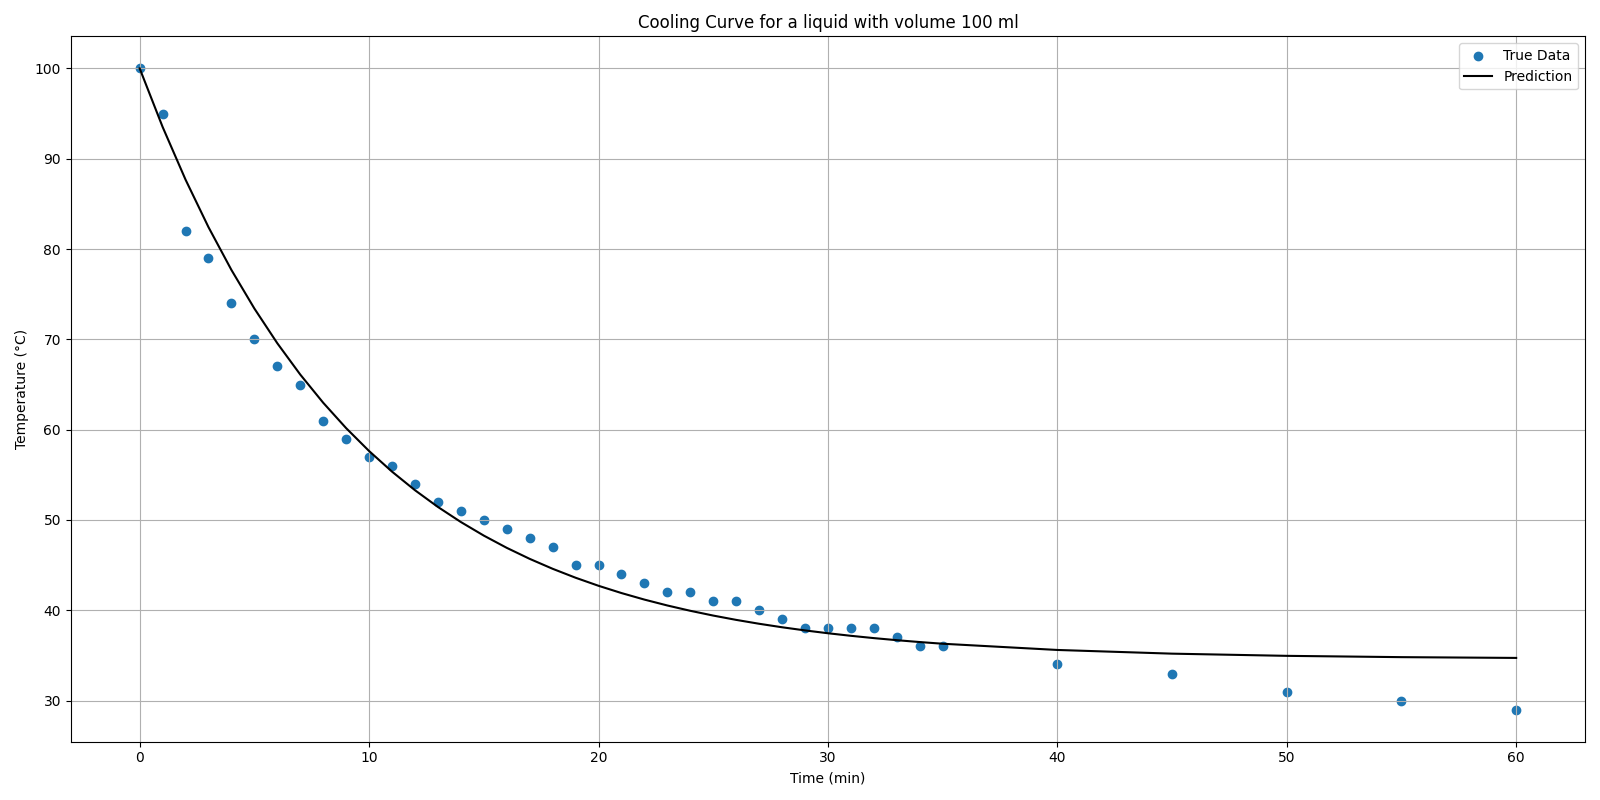 Cooling Curve for a liquid with volume 100 ml
True Data
Prediction
100
90
80
70
60
50
40
30
Temperature (°C)
0 10 20 30 40 50 60
Time (min)